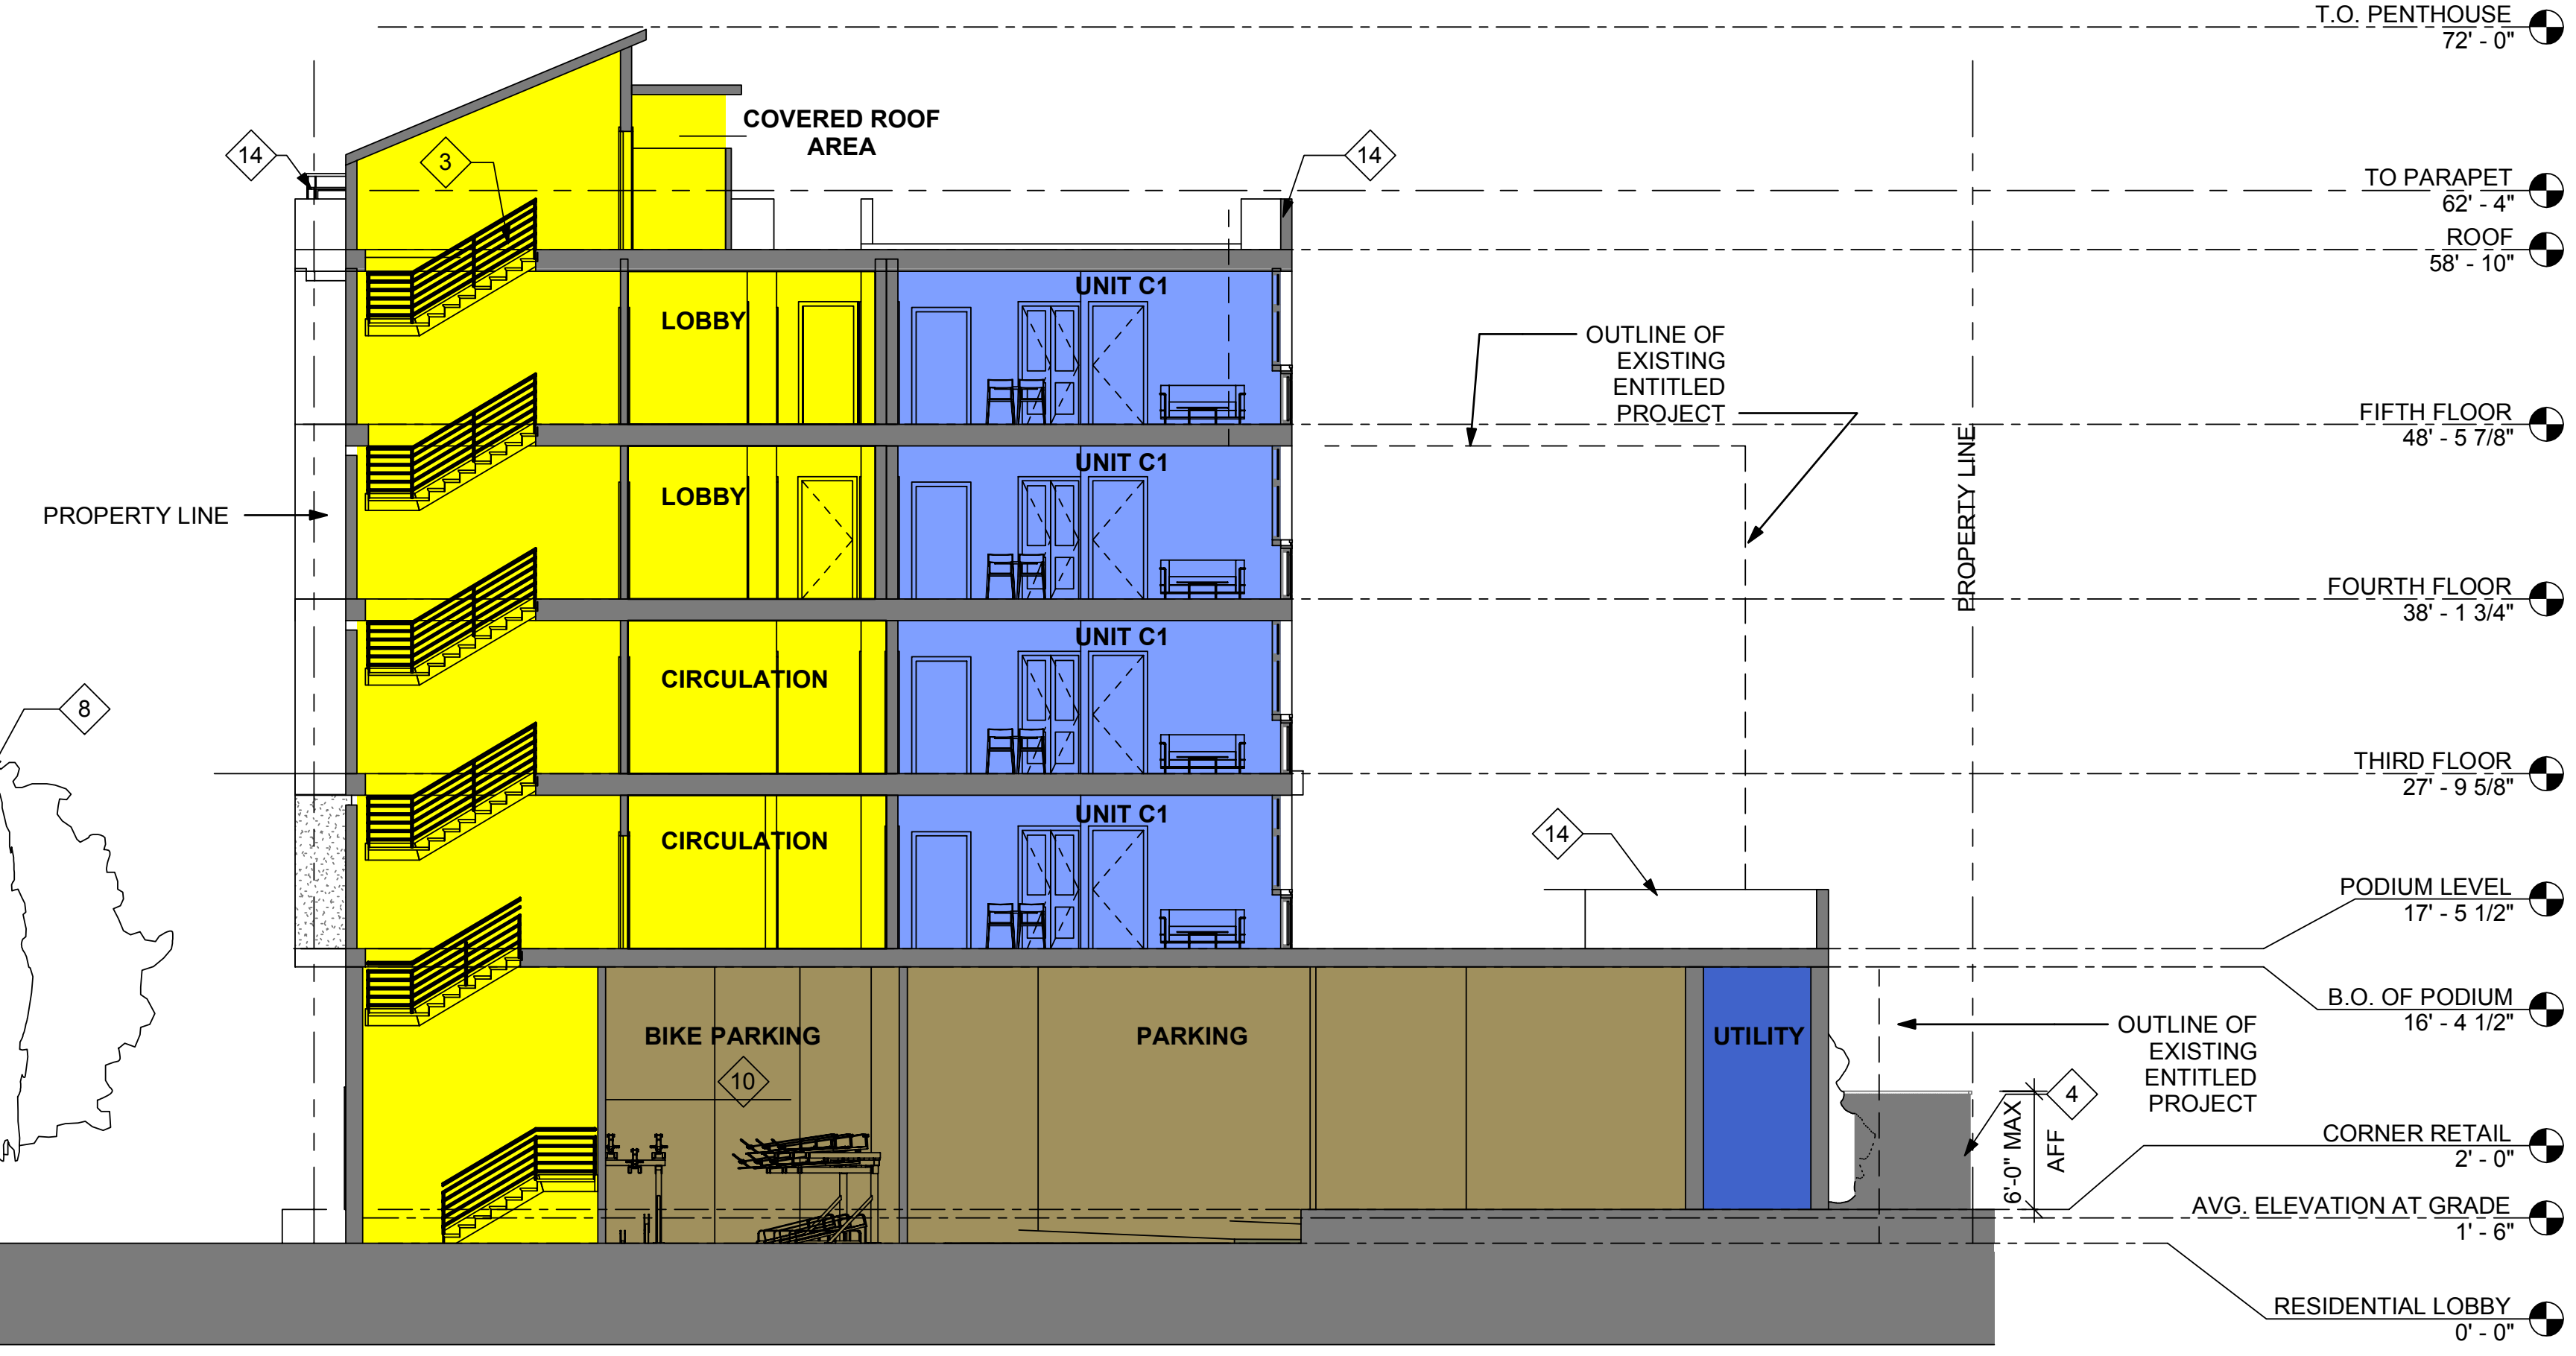 T.O. PENTHOUSE
72' - 0"
COVERED ROOF
AREA
14
3
14
TO PARAPET
62' - 4"
ROOF
58' - 10"
UNIT C1
LOBBY
OUTLINE OF
EXISTING
ENTITLED
PROJECT
FIFTH FLOOR
48' - 5 7/8"
UNIT C1
LOBBY
PROPERTY LINE
PROPERTY LINE
FOURTH FLOOR
38' - 1 3/4"
UNIT C1
CIRCULATION
8
THIRD FLOOR
27' - 9 5/8"
UNIT C1
CIRCULATION
14
PODIUM LEVEL
17' - 5 1/2"
B.O. OF PODIUM
16' - 4 1/2"
BIKE PARKING
PARKING
UTILITY
OUTLINE OF
EXISTING
ENTITLED
PROJECT
10
4
6'-0" MAX
AFF
CORNER RETAIL
2' - 0"
AVG. ELEVATION AT GRADE
1' - 6"
RESIDENTIAL LOBBY
0' - 0"